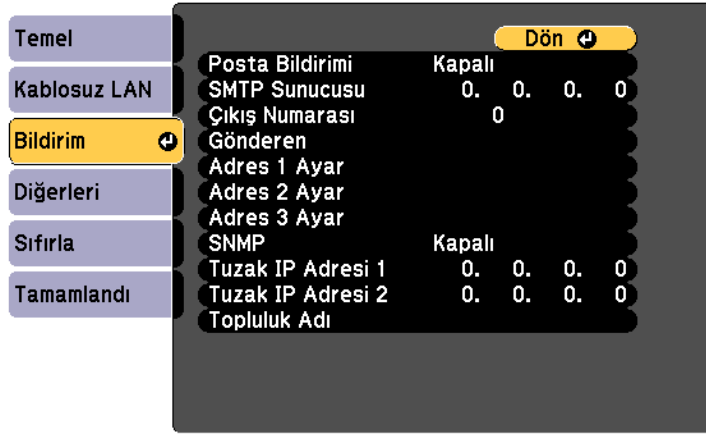 Temel
Kablosuz LAN
Bildirim
Diğerleri
Sıfırla
Tamamlandı
Dön
Posta Bildirimi Kapalı
SMTP Sunucusu 0. 0. 0. 0
Çıkış Numarası 0
Gönderen
Adres 1 Ayar
Adres 2 Ayar
Adres 3 Ayar
SNMP Kapalı
Tuzak IP Adresi 1 0. 0. 0. 0
Tuzak IP Adresi 2 0. 0. 0. 0
Topluluk Adı